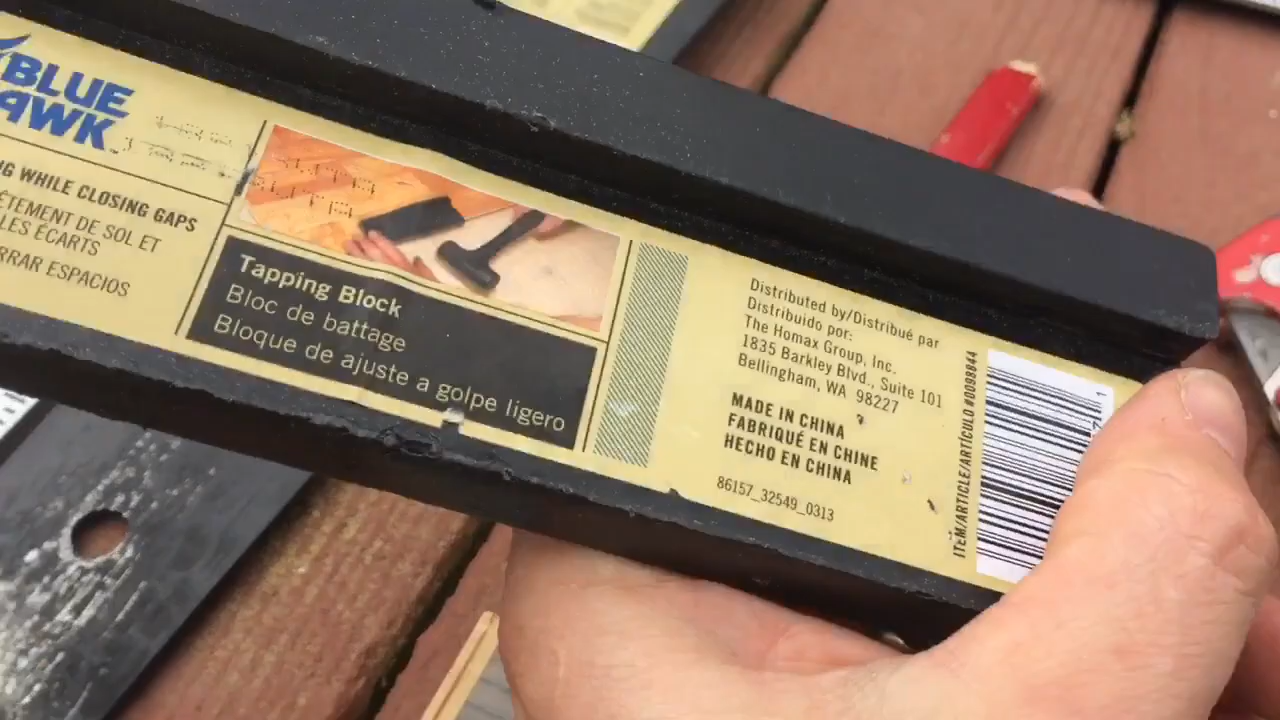 BLUE
AWK
NG WHILE CLOSING GAPS
ÊTEMENT DE SOL ET
LES ÉCARTS
RRAR ESPACIOS
Tapping Block
Bloc de battage
Bloque de ajuste a golpe ligero
Distributed by/Distribué par
Distribuido por:
The Homax Group, Inc.
1835 Barkley Blvd., Suite 101
Bellingham, WA 98227
MADE IN CHINA
FABRIQUÉ EN CHINE
HECHO EN CHINA
86157_32549_0313
ITEM/ARTICLE/ARTÍCULO #0098844